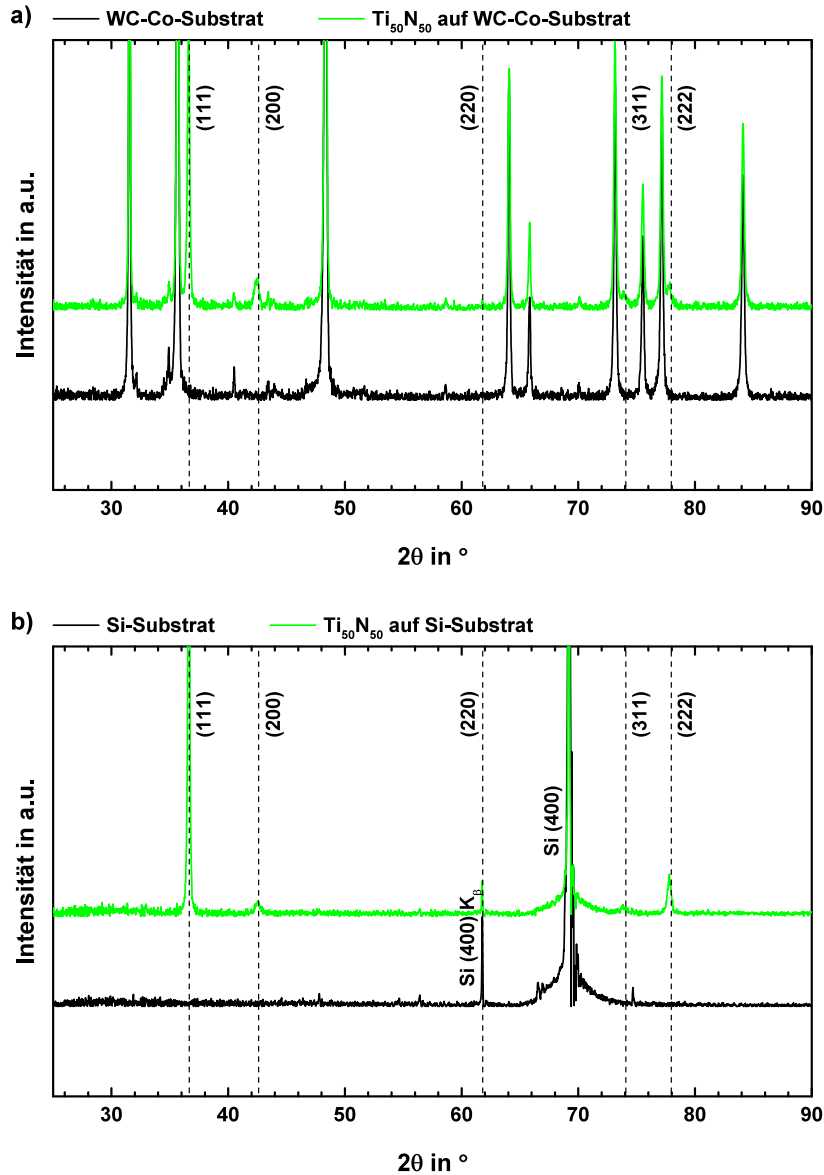 a)
WC-Co-Substrat
Ti₅₀N₅₀ auf WC-Co-Substrat
(111)
(200)
(220)
(311)
(222)
Intensität in a.u.
30 40 50 60 70 80 90
2θ in °
b)
Si-Substrat
Ti₅₀N₅₀ auf Si-Substrat
(111)
(200)
(220)
(311)
(222)
Si (400)
Si (400) Kᵦ
Intensität in a.u.
30 40 50 60 70 80 90
2θ in °